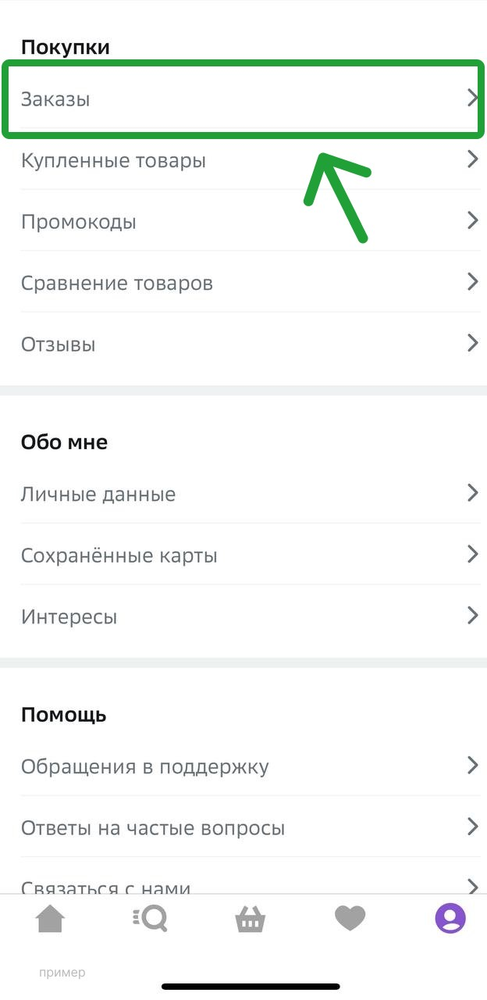 Покупки
Заказы
Купленные товары
Промокоды
Сравнение товаров
Отзывы
Обо мне
Личные данные
Сохранённые карты
Интересы
Помощь
Обращения в поддержку
Ответы на частые вопросы
Связаться с нами
пример